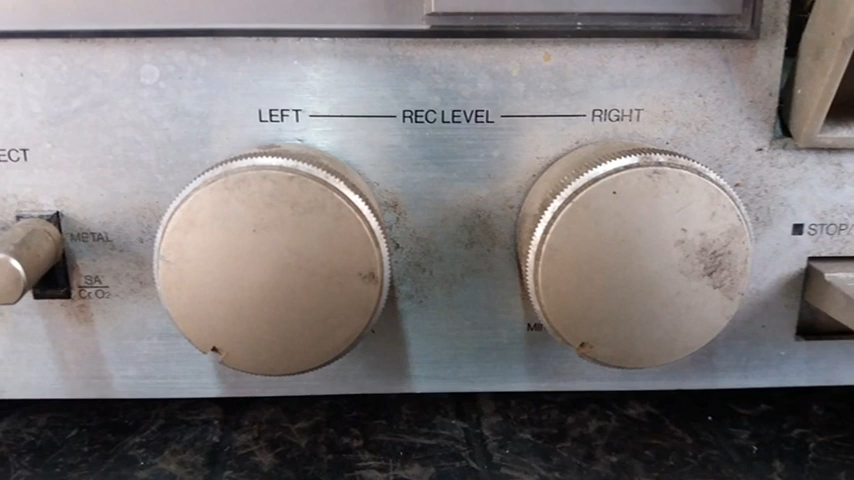 LEFT REC LEVEL RIGHT
ECT
METAL
SA
CrO2
■ STOP/
MI